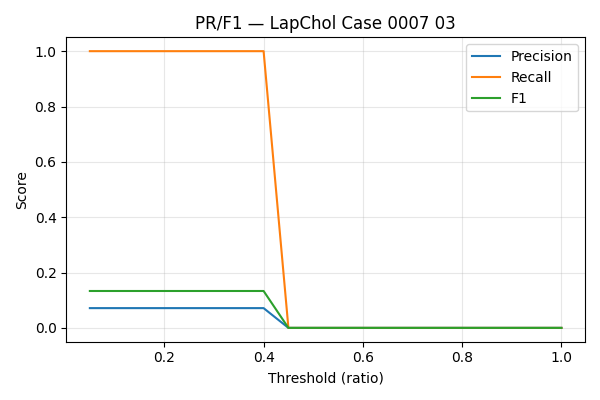 PR/F1 — LapChol Case 0007 03
Precision
Recall
F1
1.0
0.8
0.6
0.4
0.2
0.0
Score
0.2 0.4 0.6 0.8 1.0
Threshold (ratio)